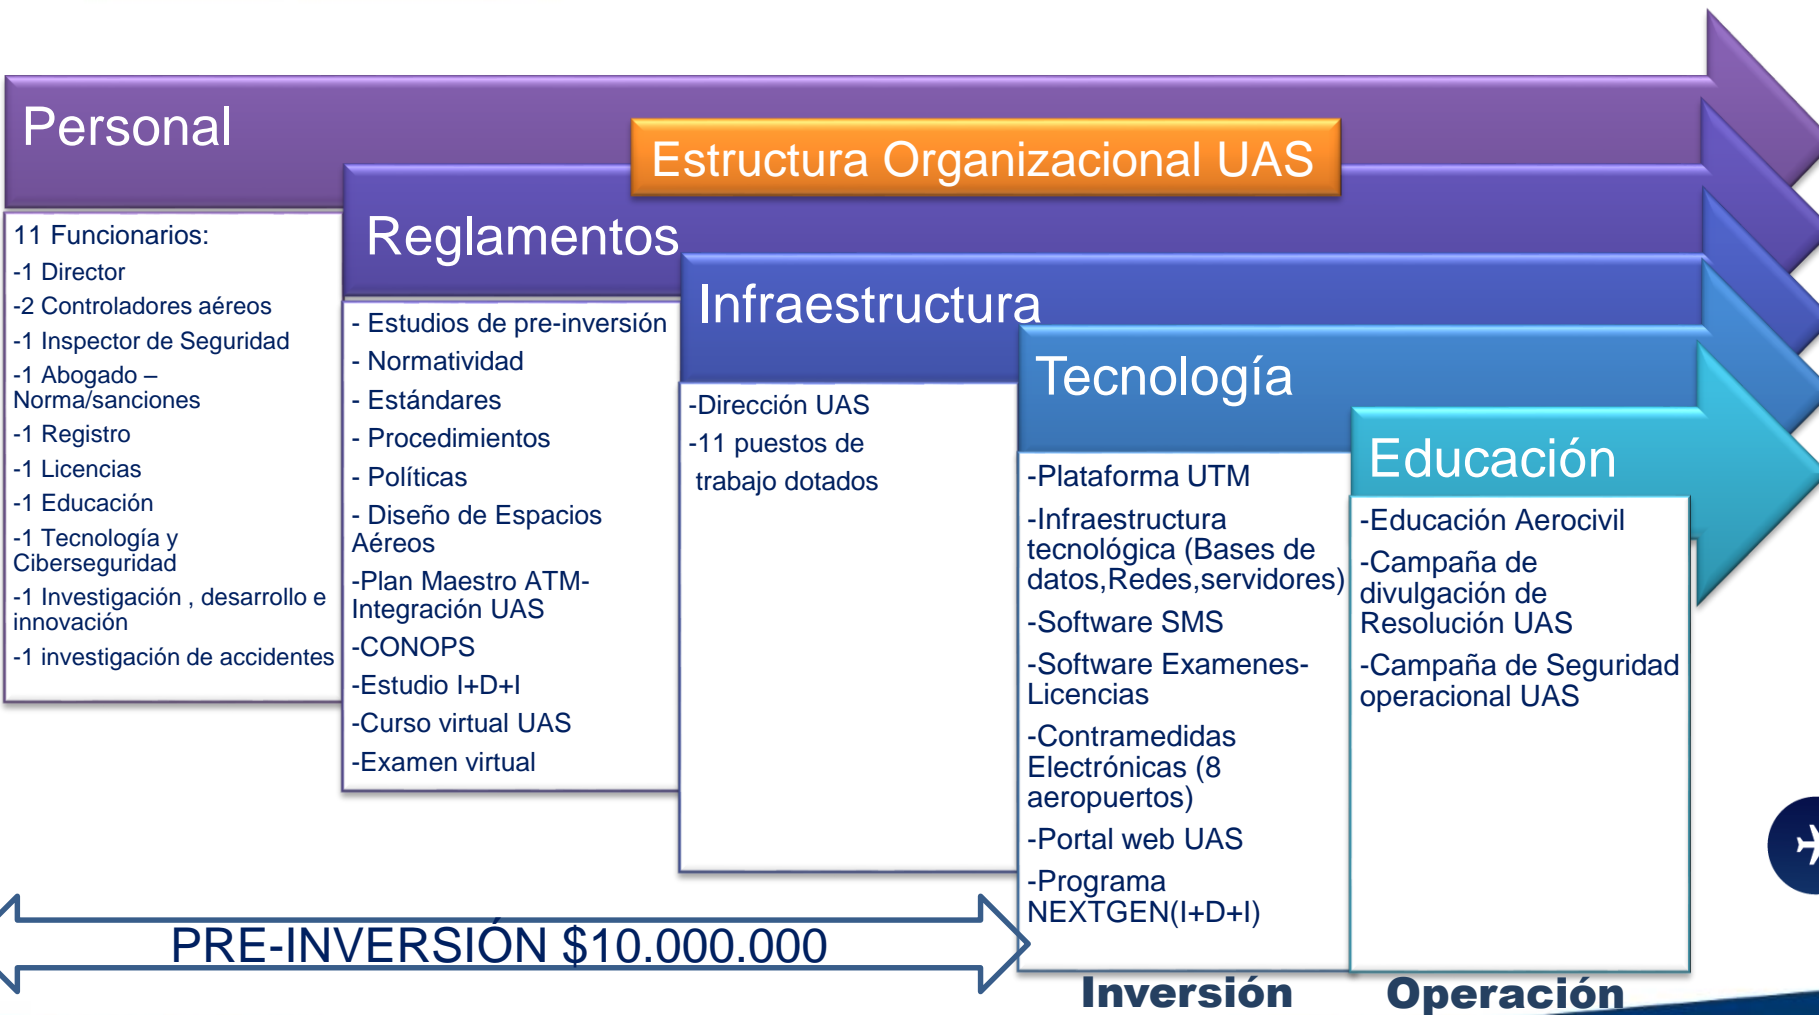 Personal
Estructura Organizacional UAS
11 Funcionarios:
-1 Director
-2 Controladores aéreos
-1 Inspector de Seguridad
-1 Abogado –
Norma/sanciones
-1 Registro
-1 Licencias
-1 Educación
-1 Tecnología y
Ciberseguridad
-1 Investigación , desarrollo e
innovación
-1 investigación de accidentes
Reglamentos
- Estudios de pre-inversión
- Normatividad
- Estándares
- Procedimientos
- Políticas
- Diseño de Espacios
Aéreos
-Plan Maestro ATM-
Integración UAS
-CONOPS
-Estudio I+D+I
-Curso virtual UAS
-Examen virtual
Infraestructura
-Dirección UAS
-11 puestos de
trabajo dotados
Tecnología
-Plataforma UTM
-Infraestructura
tecnológica (Bases de
datos,Redes,servidores)
-Software SMS
-Software Examenes-
Licencias
-Contramedidas
Electrónicas (8
aeropuertos)
-Portal web UAS
-Programa
NEXTGEN(I+D+I)
Educación
-Educación Aerocivil
-Campaña de
divulgación de
Resolución UAS
-Campaña de Seguridad
operacional UAS
PRE-INVERSIÓN $10.000.000
Inversión
Operación